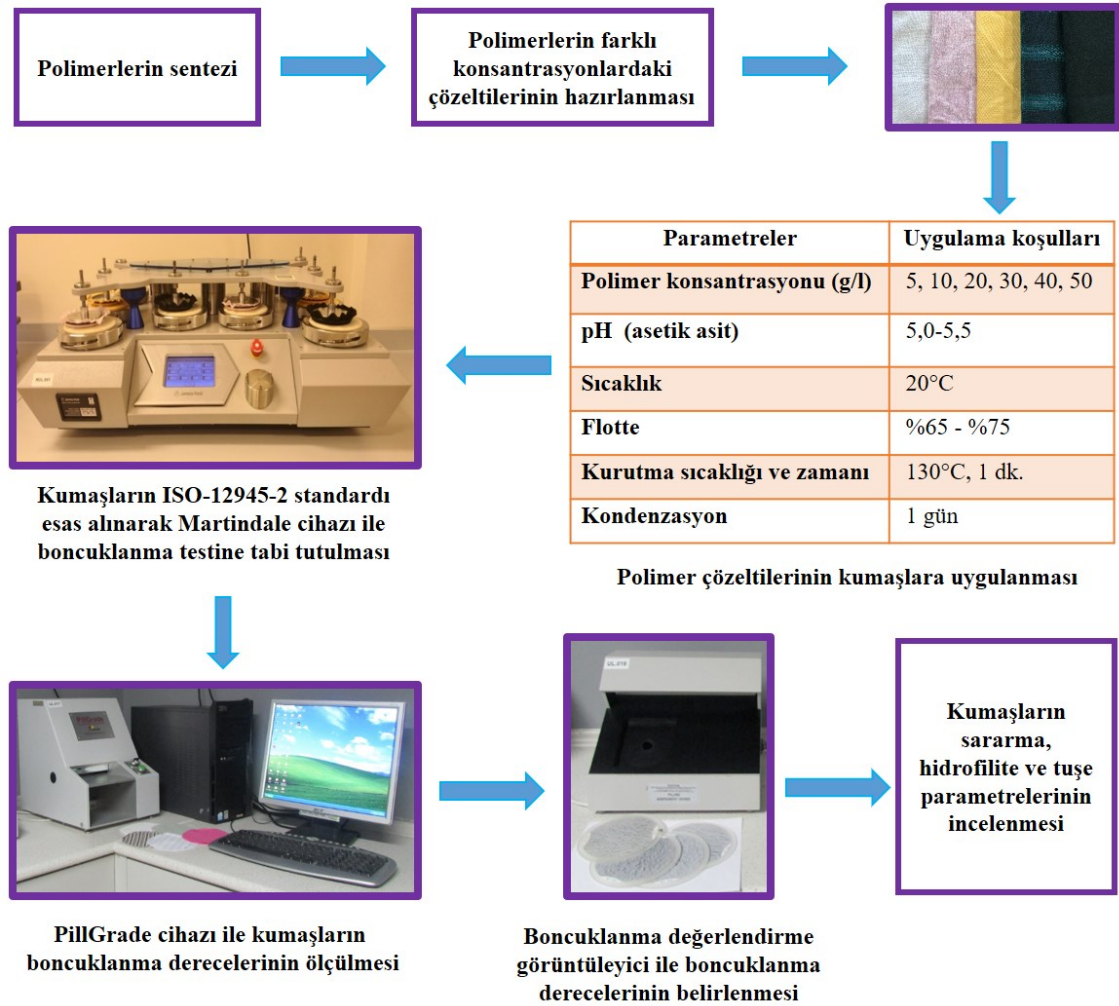 Polimerlerin sentezi
Polimerlerin farklı
konsantrasyonlardaki
çözeltilerinin hazırlanması
Parametreler Uygulama koşulları
Polimer konsantrasyonu (g/l) 5, 10, 20, 30, 40, 50
pH (asetik asit) 5,0-5,5
Sıcaklık 20°C
Flotte %65 - %75
Kurutma sıcaklığı ve zamanı 130°C, 1 dk.
Kondenzasyon 1 gün
Polimer çözeltilerinin kumaşlara uygulanması
Kumaşların ISO-12945-2 standardı
esas alınarak Martindale cihazı ile
boncuklanma testine tabi tutulması
PillGrade
PillGrade cihazı ile kumaşların
boncuklanma derecelerinin ölçülmesi
UL.019
Boncuklanma değerlendirme
görüntüleyici ile boncuklanma
derecelerinin belirlenmesi
Kumaşların
sararma,
hidrofilite ve tuşe
parametrelerinin
incelenmesi